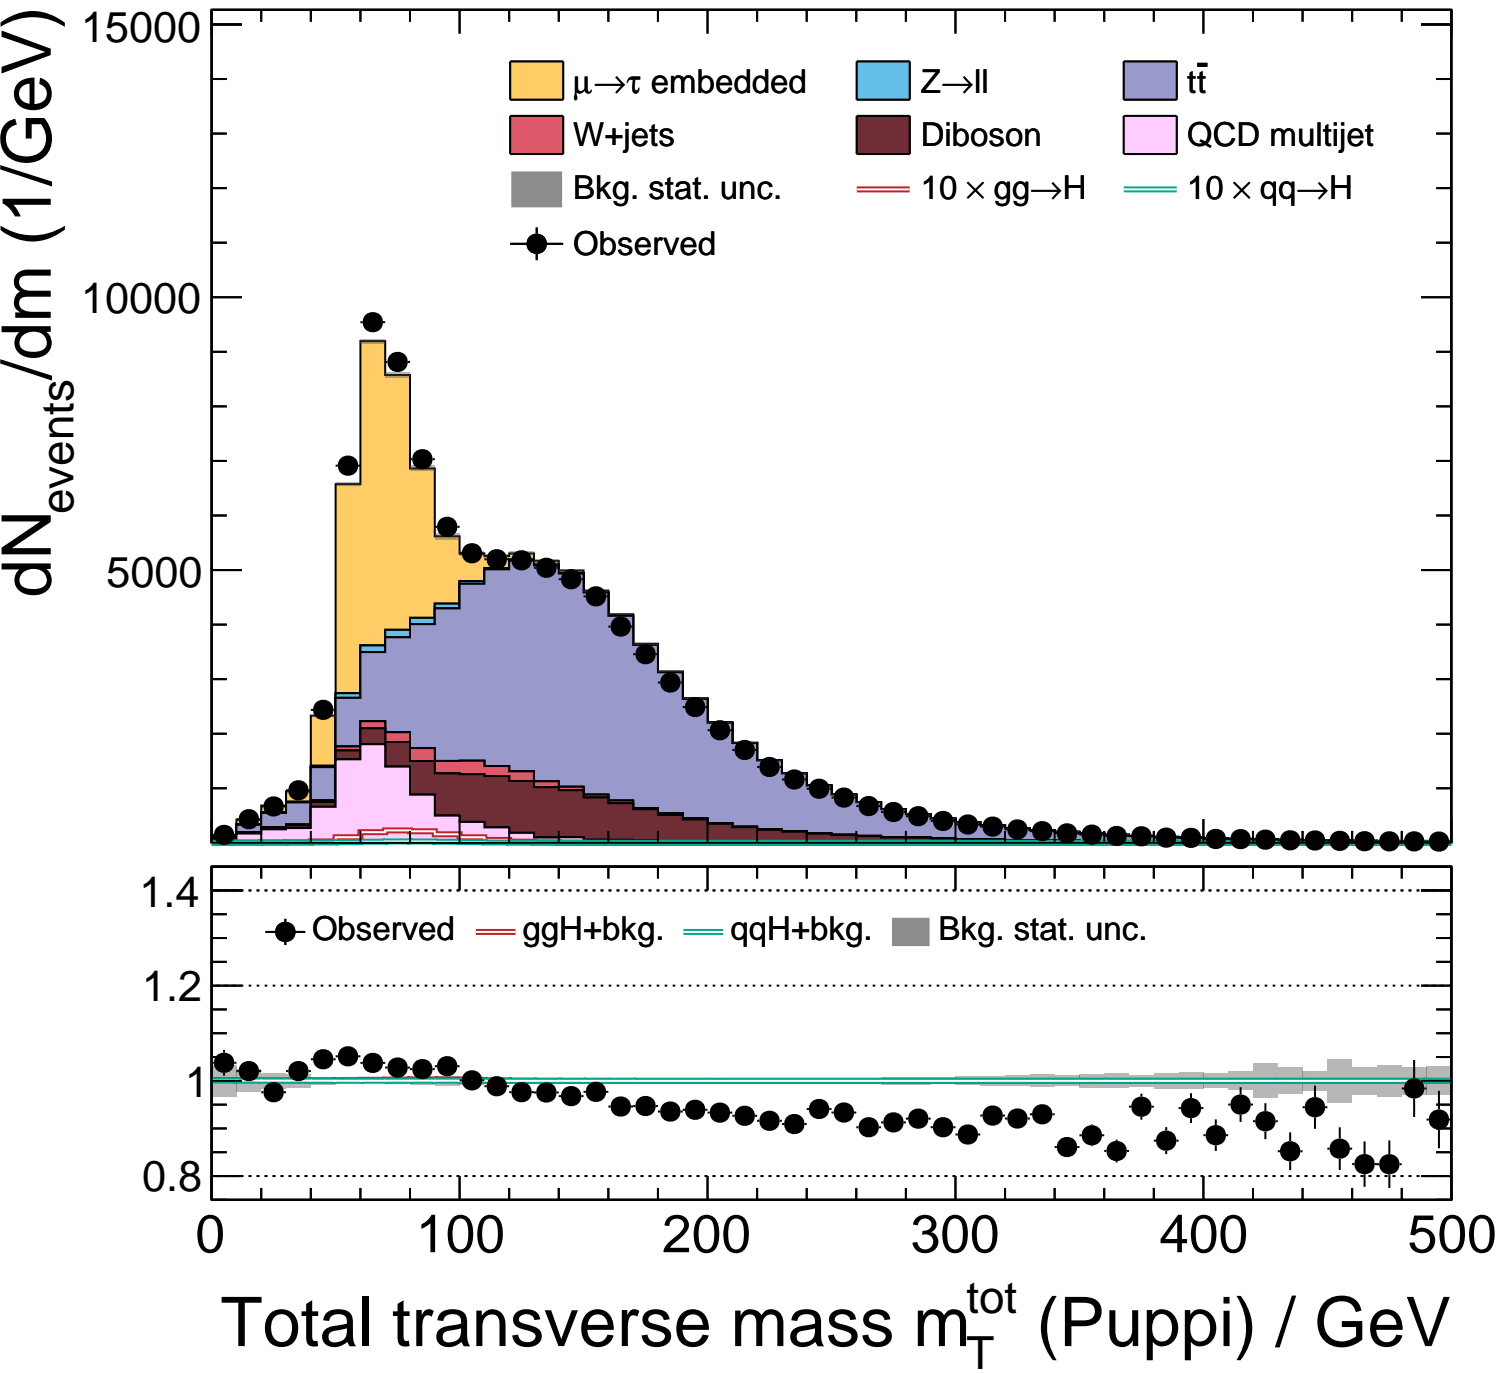 dN_events/dm (1/GeV)
15000
10000
5000
μ→τ embedded Z→ll tt̄
W+jets Diboson QCD multijet
Bkg. stat. unc. 10 × gg→H 10 × qq→H
Observed
1.4
1.2
1
0.8
Observed ggH+bkg. qqH+bkg. Bkg. stat. unc.
0 100 200 300 400 500
Total transverse mass m_T^tot (Puppi) / GeV